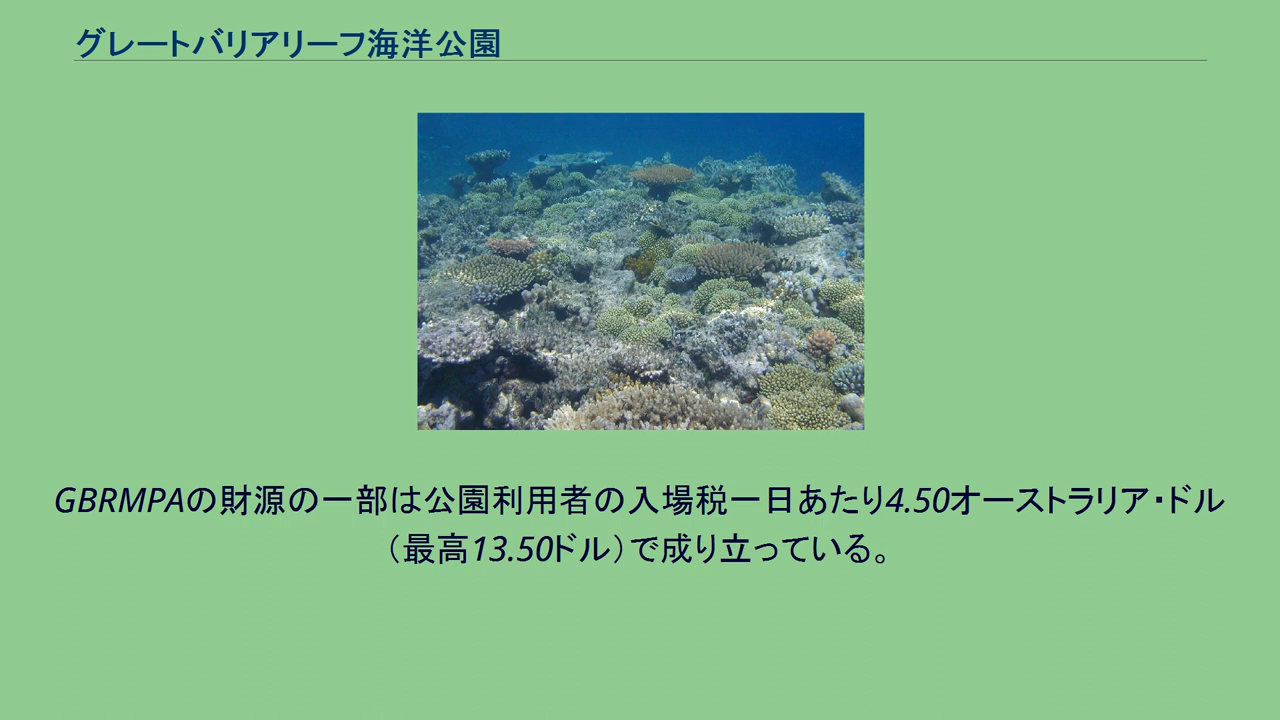 グレートバリアリーフ海洋公園
GBRMPAの財源の一部は公園利用者の入場税一日あたり4.50オーストラリア・ドル
（最高13.50ドル）で成り立っている。